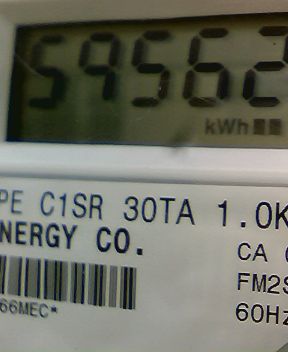 59562
kWh
PE C1SR 30TA 1.0K
NERGY CO.
CA
FM2S
66MEC*
60Hz